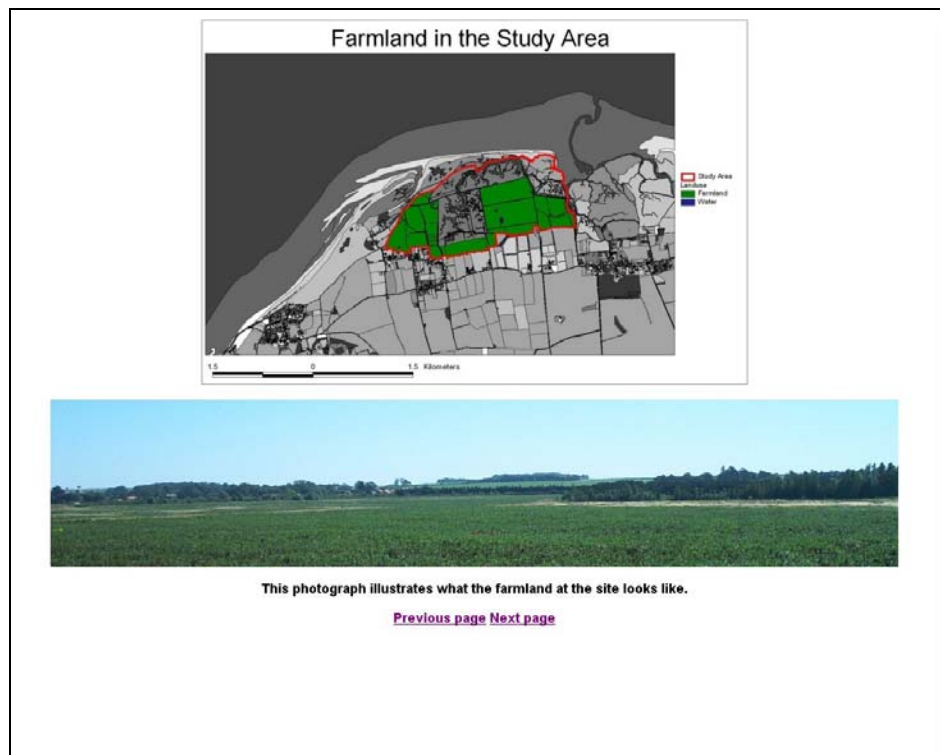 Farmland in the Study Area
Study Area
Landuse
Farmland
Water
1.5 0 1.5 Kilometers
This photograph illustrates what the farmland at the site looks like.
Previous page Next page